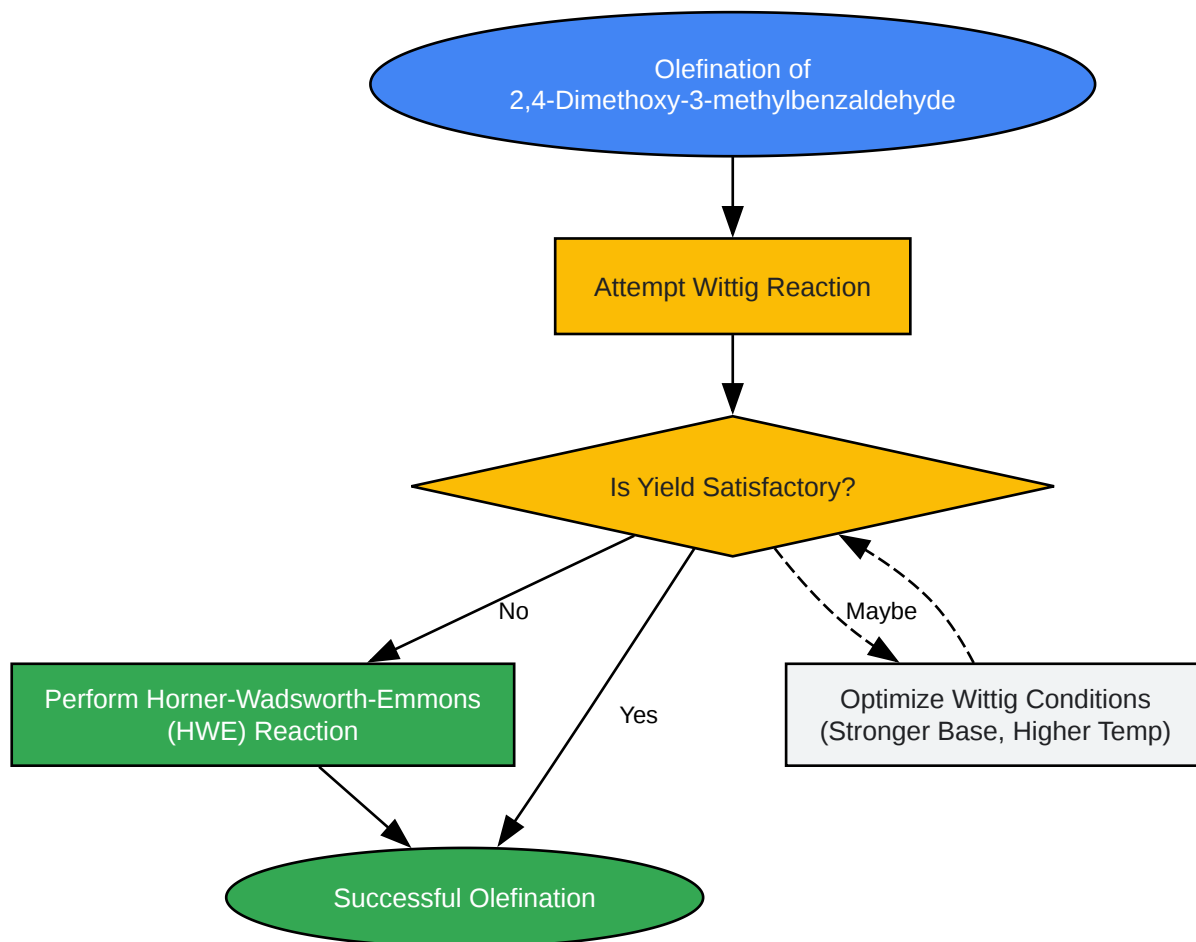 Olefination of
2,4-Dimethoxy-3-methylbenzaldehyde
Attempt Wittig Reaction
Is Yield Satisfactory?
No
Maybe
Yes
Perform Horner-Wadsworth-Emmons
(HWE) Reaction
Optimize Wittig Conditions
(Stronger Base, Higher Temp)
Successful Olefination